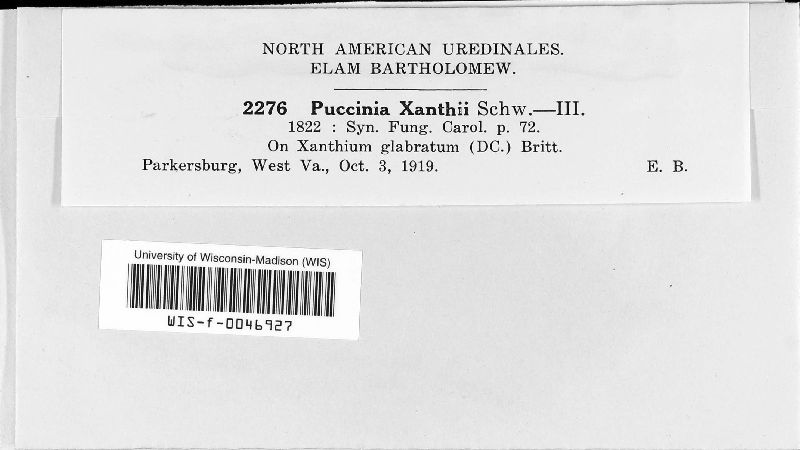 NORTH AMERICAN UREDINALES.
ELAM BARTHOLOMEW.
2276 Puccinia Xanthii Schw.—III.
1822 : Syn. Fung. Carol. p. 72.
On Xanthium glabratum (DC.) Britt.
Parkersburg, West Va., Oct. 3, 1919. E. B.
University of Wisconsin-Madison (WIS)
WIS-f-0046927